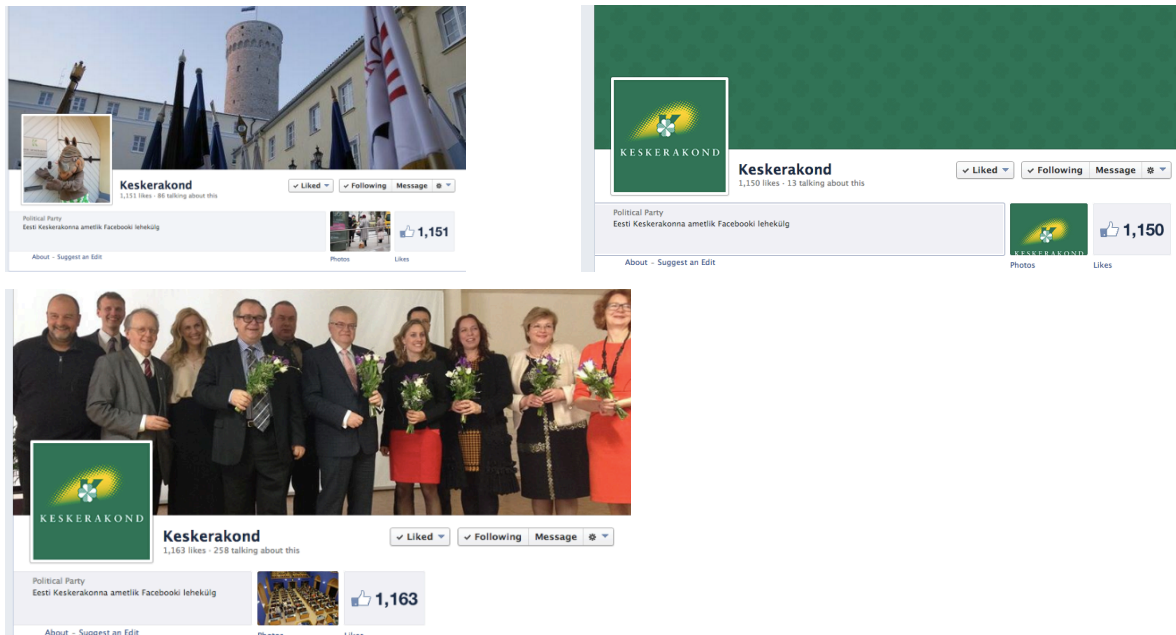 Keskerakond
1,151 likes · 86 talking about this
Liked
Following
Message
Political Party
Eesti Keskerakonna ametlik Facebooki lehekülg
1,151
About - Suggest an Edit
Photos
Likes
KESKERAKOND
Keskerakond
1,150 likes · 13 talking about this
Liked
Following
Message
Political Party
Eesti Keskerakonna ametlik Facebooki lehekülg
KESKERAKOND
1,150
About - Suggest an Edit
Photos
Likes
KESKERAKOND
Keskerakond
1,163 likes · 258 talking about this
Liked
Following
Message
Political Party
Eesti Keskerakonna ametlik Facebooki lehekülg
1,163
About - Suggest an Edit
Photos
Likes